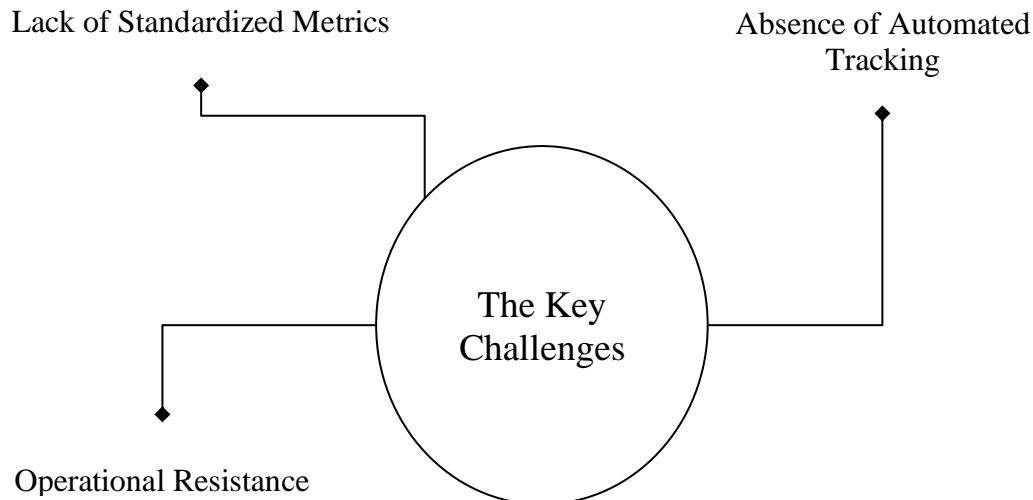 Lack of Standardized Metrics
Absence of Automated
Tracking
The Key
Challenges
Operational Resistance